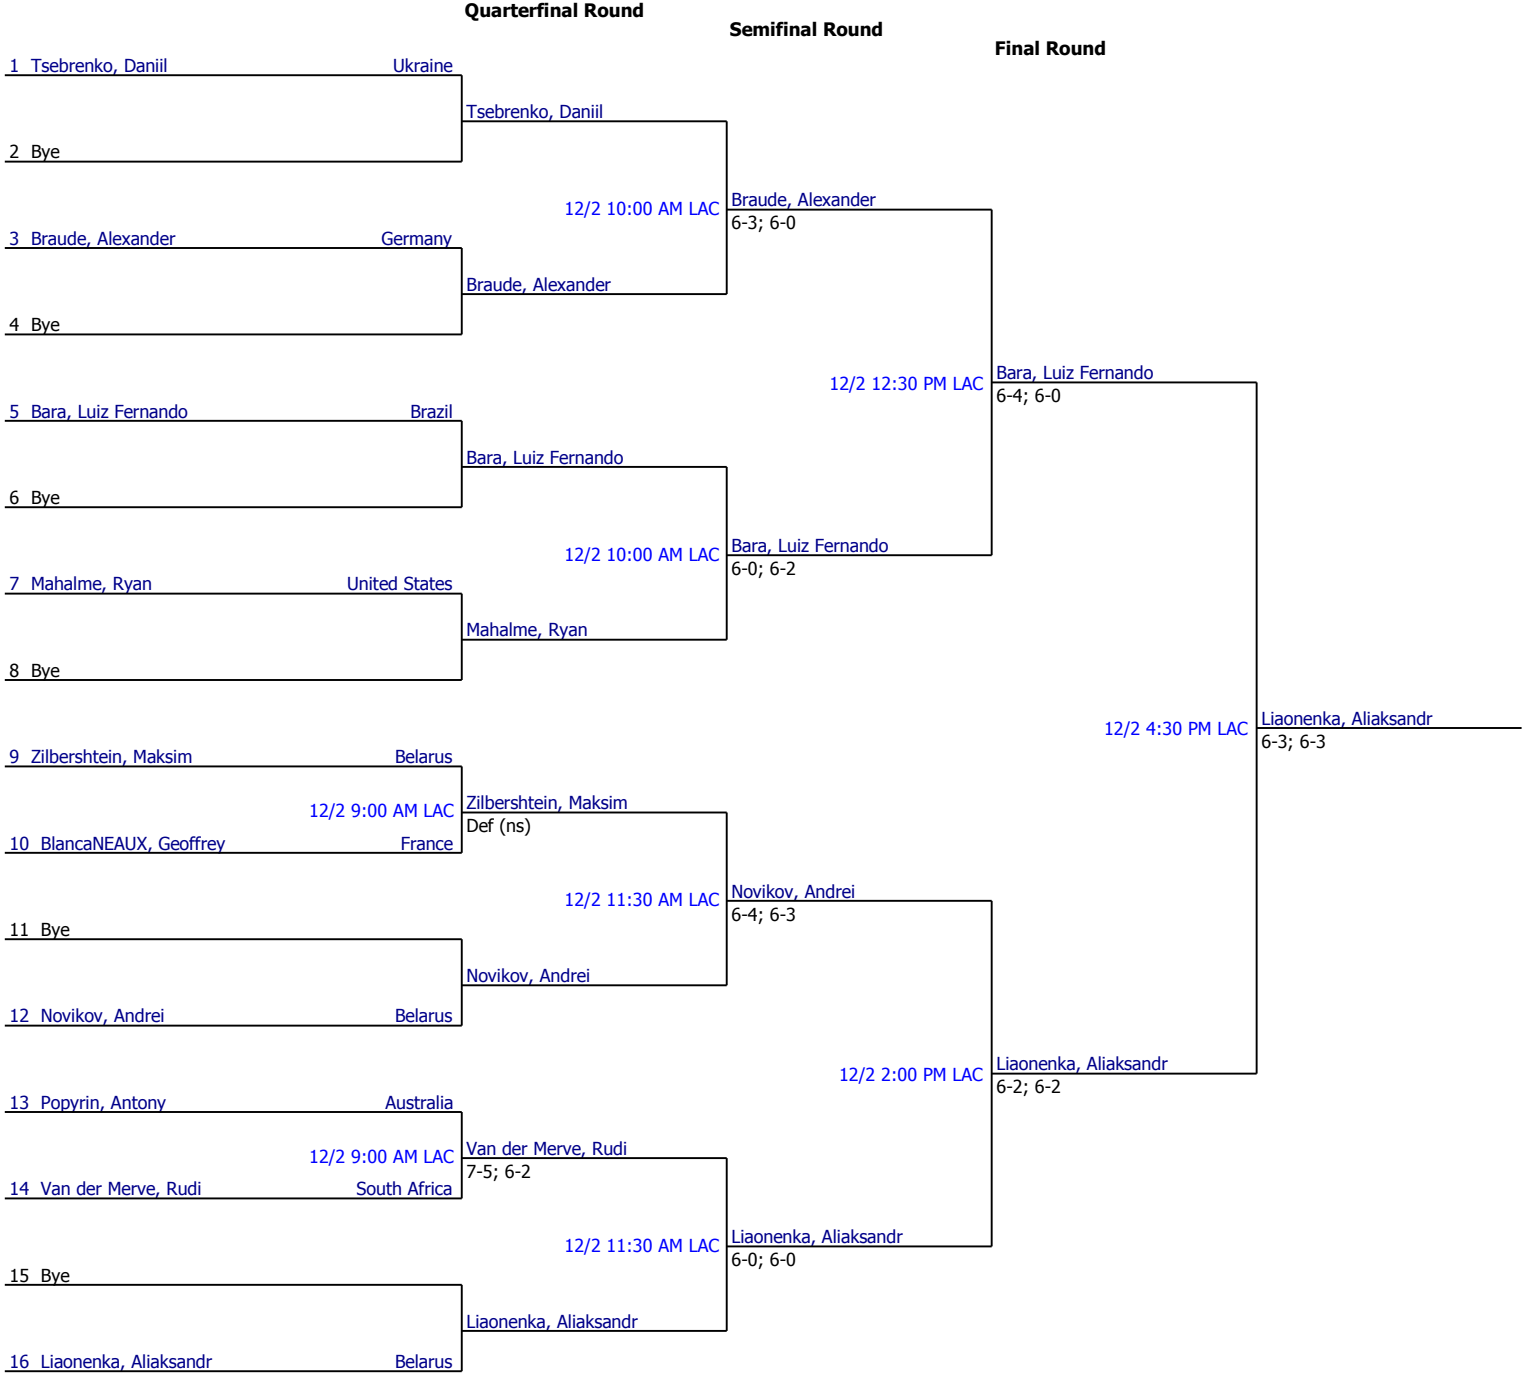 Quarterfinal Round
Semifinal Round
Final Round
1 Tsebrenko, Daniil Ukraine
Tsebrenko, Daniil
2 Bye
12/2 10:00 AM LAC Braude, Alexander
6-3; 6-0
3 Braude, Alexander Germany
Braude, Alexander
4 Bye
12/2 12:30 PM LAC Bara, Luiz Fernando
6-4; 6-0
5 Bara, Luiz Fernando Brazil
Bara, Luiz Fernando
6 Bye
12/2 10:00 AM LAC Bara, Luiz Fernando
6-0; 6-2
7 Mahalme, Ryan United States
Mahalme, Ryan
8 Bye
12/2 4:30 PM LAC Liaonenka, Aliaksandr
6-3; 6-3
9 Zilbershtein, Maksim Belarus
12/2 9:00 AM LAC Zilbershtein, Maksim
Def (ns)
10 BlancaNEAUX, Geoffrey France
12/2 11:30 AM LAC Novikov, Andrei
6-4; 6-3
11 Bye
Novikov, Andrei
12 Novikov, Andrei Belarus
12/2 2:00 PM LAC Liaonenka, Aliaksandr
6-2; 6-2
13 Popyrin, Antony Australia
12/2 9:00 AM LAC Van der Merve, Rudi
7-5; 6-2
14 Van der Merve, Rudi South Africa
12/2 11:30 AM LAC Liaonenka, Aliaksandr
6-0; 6-0
15 Bye
Liaonenka, Aliaksandr
16 Liaonenka, Aliaksandr Belarus